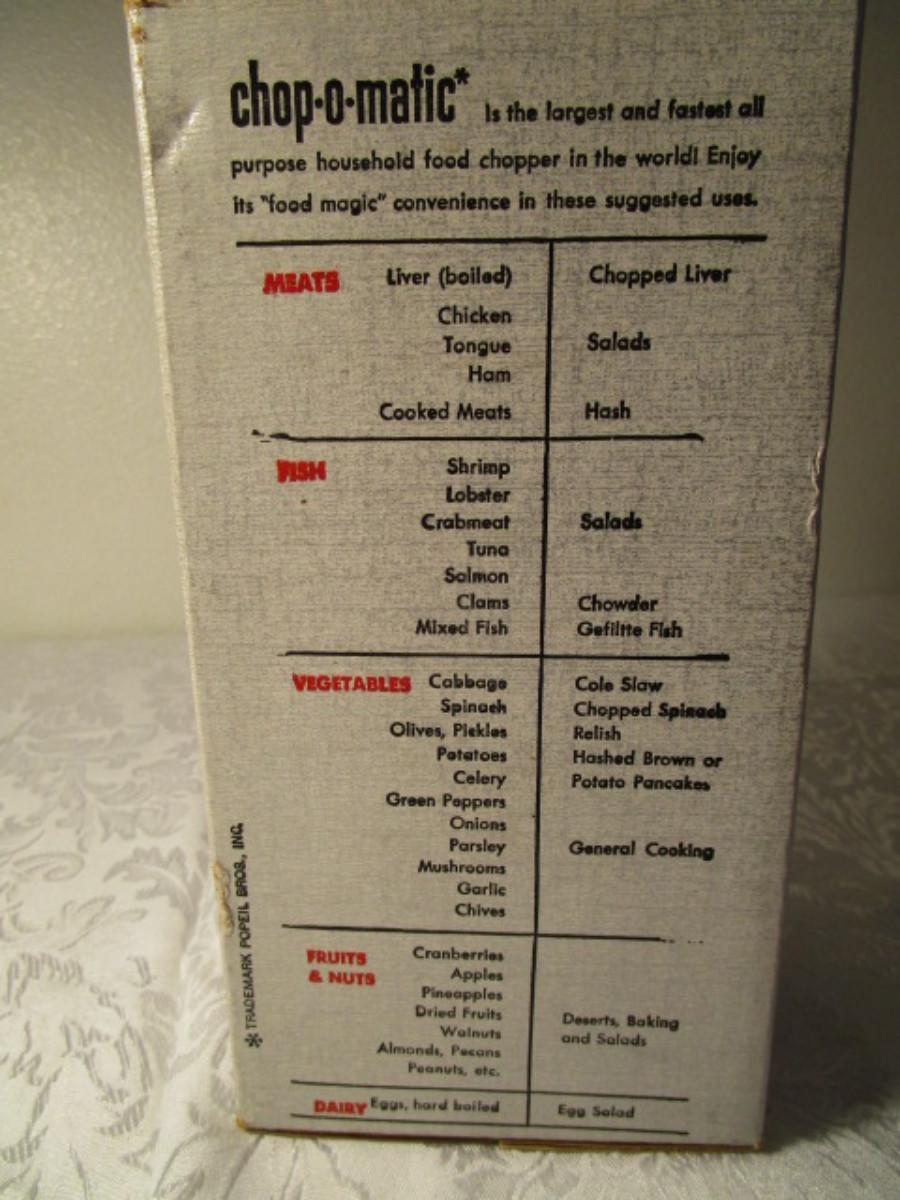 chop-o-matic* Is the largest and fastest all
purpose household food chopper in the world! Enjoy
its "food magic" convenience in these suggested uses.
MEATS Liver (boiled) Chopped Liver
Chicken
Tongue Salads
Ham
Cooked Meats Hash
FISH Shrimp
Lobster
Crabmeat Salads
Tuna
Salmon
Clams Chowder
Mixed Fish Gefiltte Fish
VEGETABLES Cabbage Cole Slaw
Spinach Chopped Spinach
Olives, Pickles Relish
Potatoes Hashed Brown or
Celery Potato Pancakes
Green Peppers
Onions
Parsley General Cooking
Mushrooms
Garlic
Chives
FRUITS Cranberries
& NUTS Apples
Pineapples
Dried Fruits Deserts, Baking
Walnuts and Salads
Almonds, Pecans
Peanuts, etc.
DAIRY Eggs, hard boiled Egg Salad
* TRADEMARK POPEIL BROS., INC.